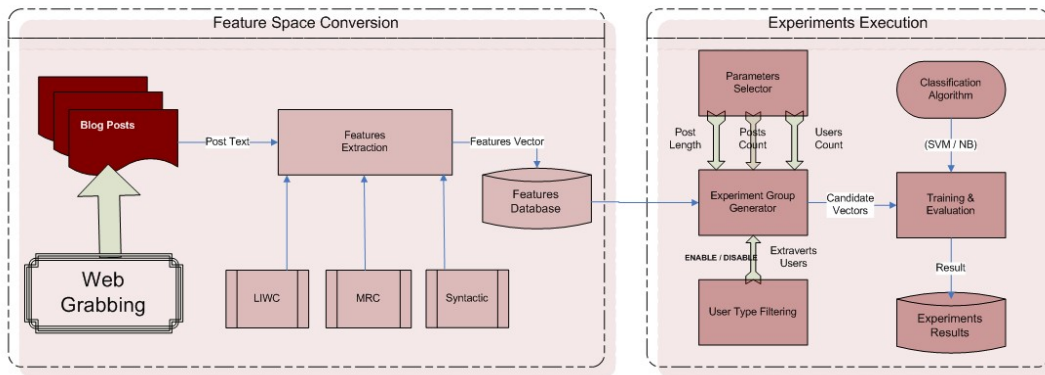 Feature Space Conversion
Blog Posts
Post Text
Features
Extraction
Features Vector
Features
Database
Web
Grabbing
LIWC
MRC
Syntactic
Experiments Execution
Parameters
Selector
Classification
Algorithm
Post
Length
Posts
Count
Users
Count
(SVM / NB)
Experiment Group
Generator
Candidate
Vectors
Training &
Evaluation
ENABLE / DISABLE
Extraverts
Users
Result
User Type Filtering
Experiments
Results